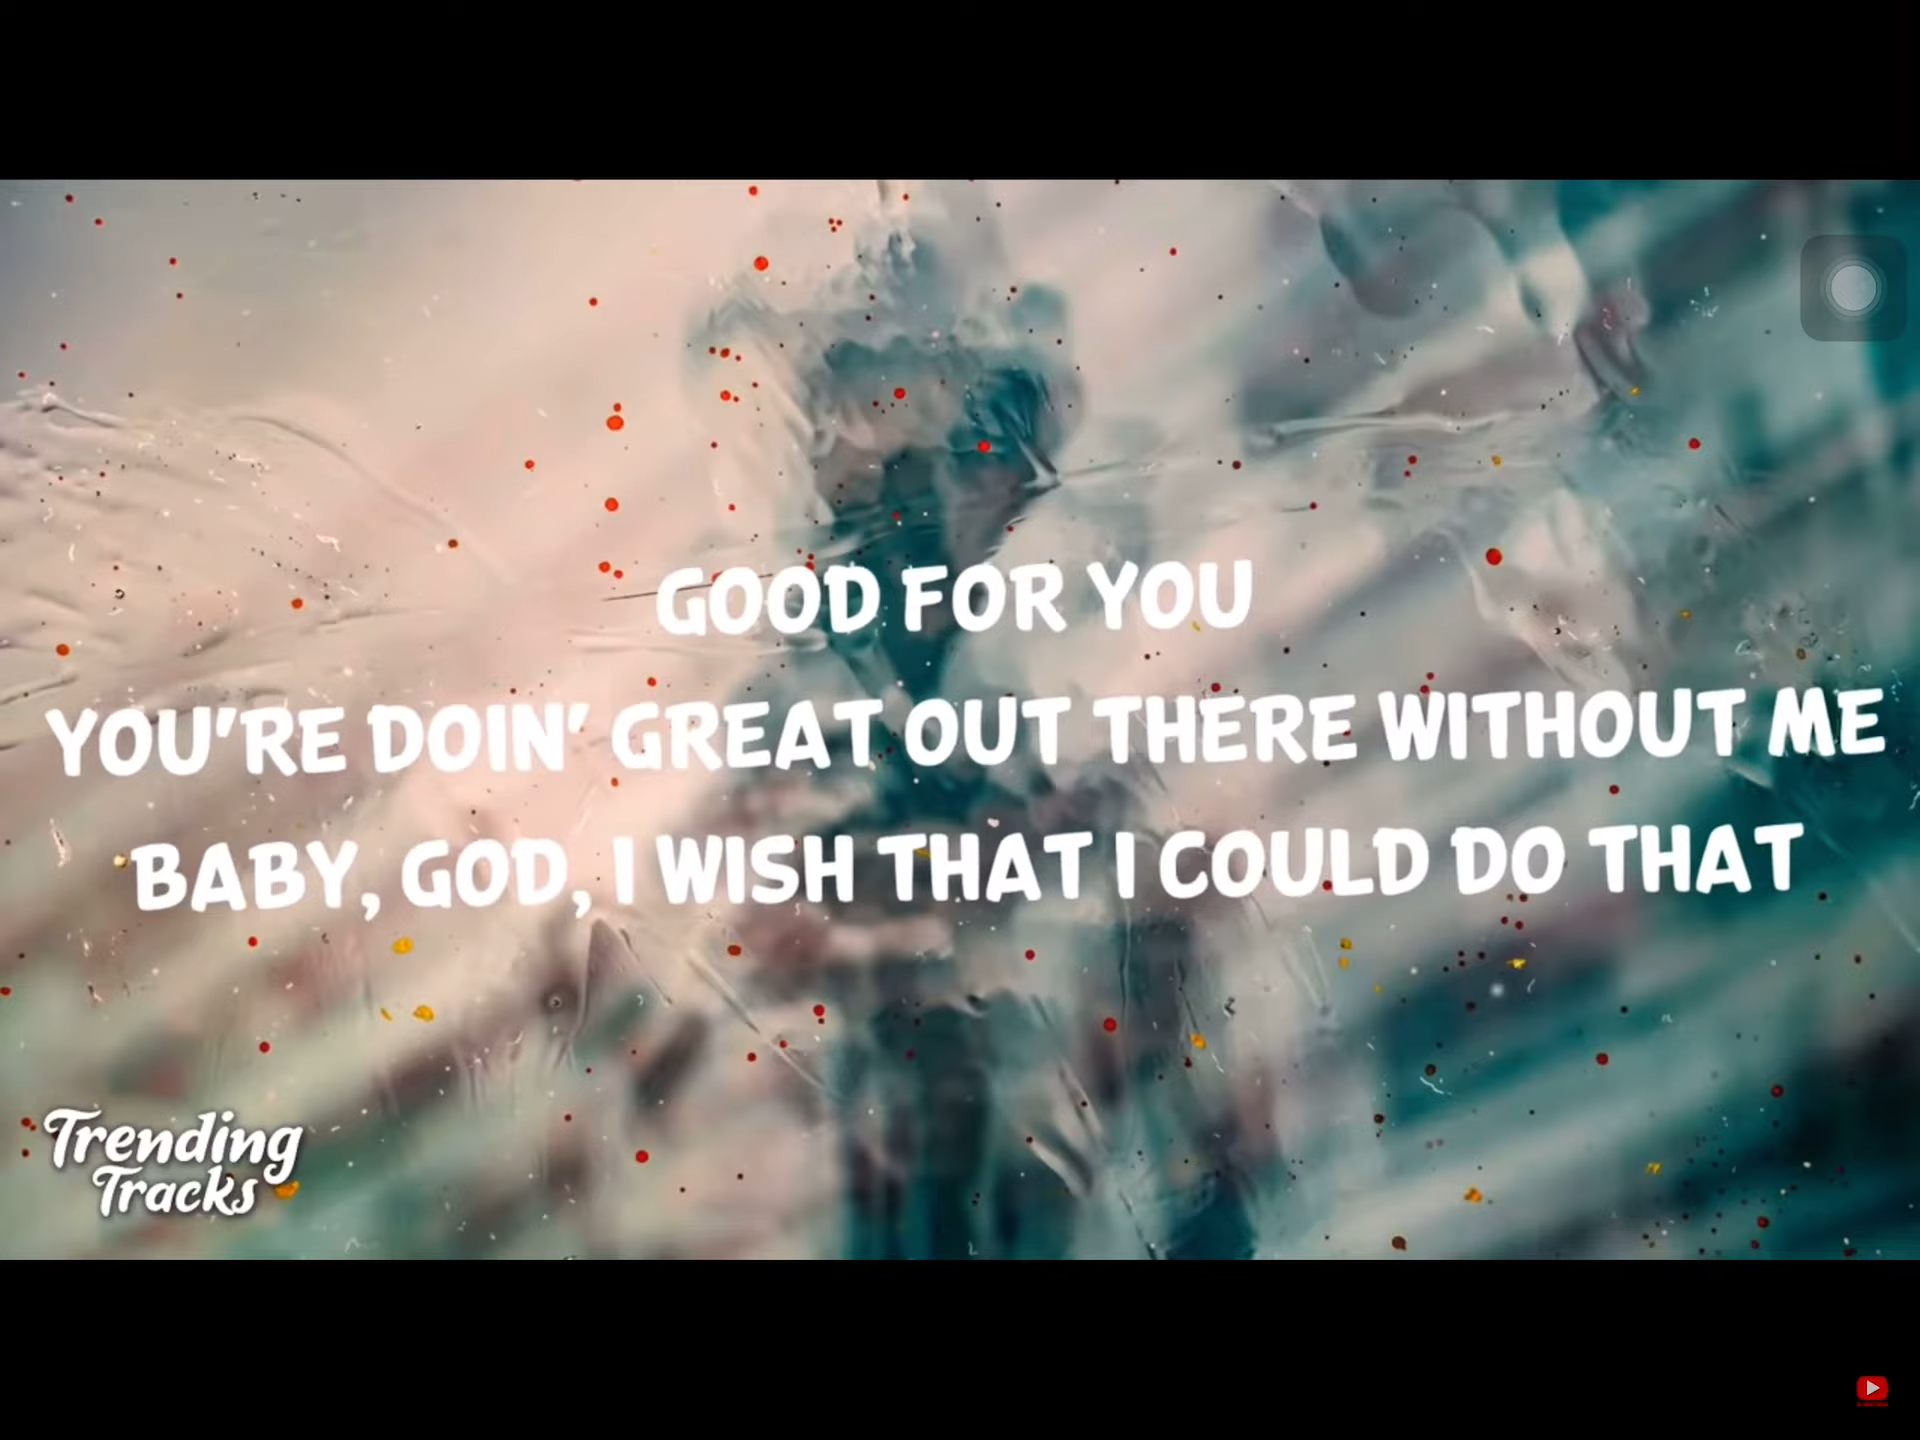 GOOD FOR YOU
YOU'RE DOIN' GREAT OUT THERE WITHOUT ME
BABY, GOD, I WISH THAT I COULD DO THAT
Trending
Tracks